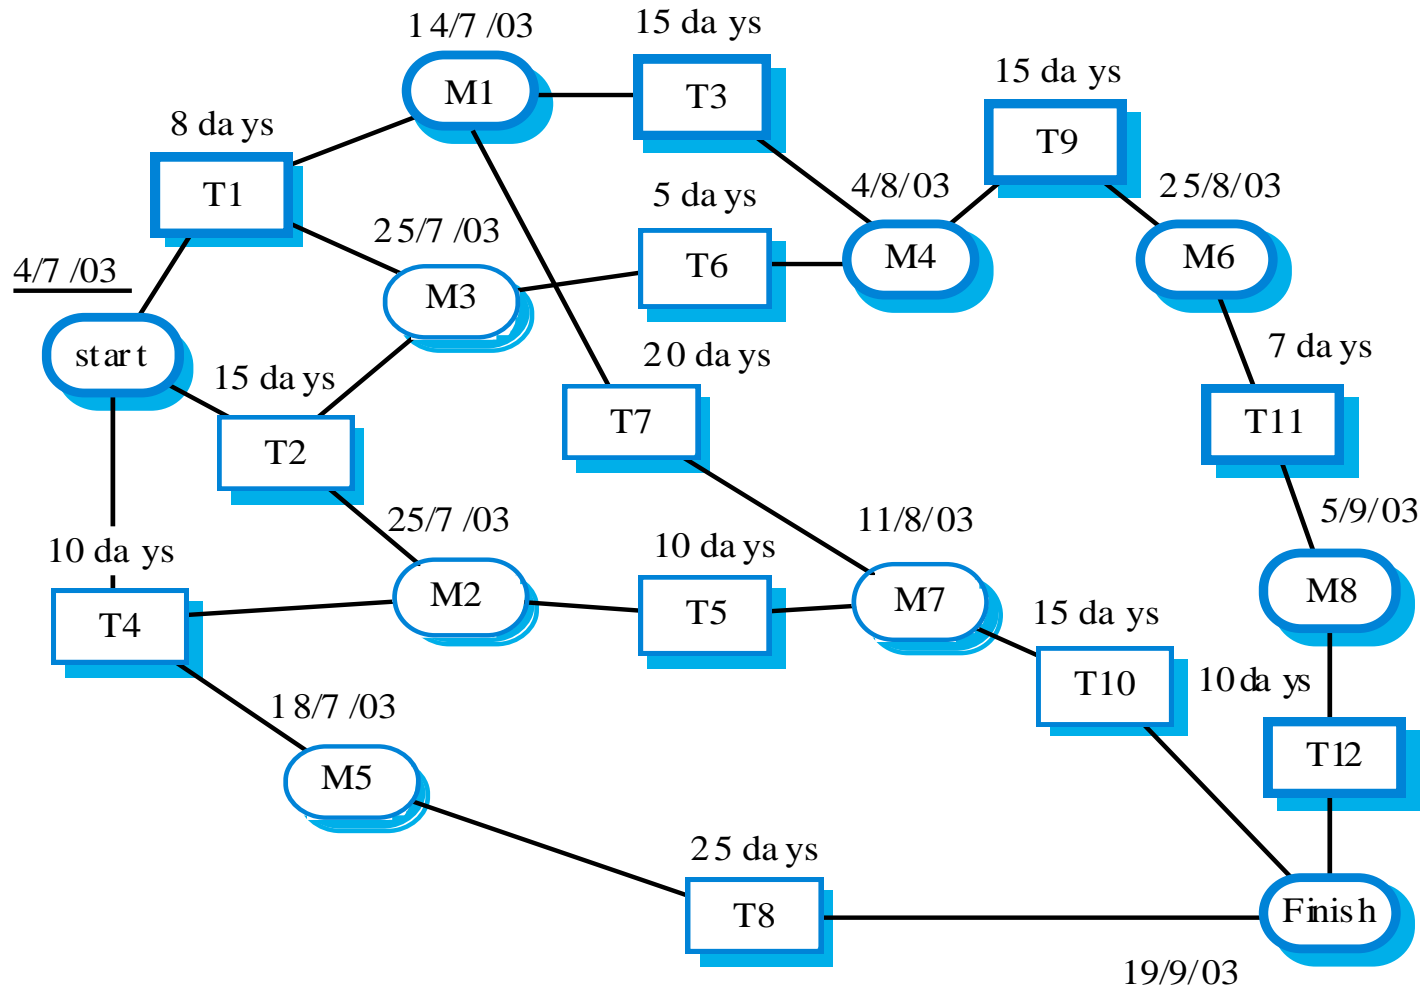 14/7 /03
15 days
15 days
M1
T3
8 days
T9
T1
5 days
4/8/03
25/8/03
25/7 /03
4/7 /03
M3
T6
M4
M6
start
15 days
20 days
7 days
T2
T7
T11
25/7 /03
11/8/03
5/9/03
10 days
10 days
M2
T5
M7
M8
T4
15 days
18/7 /03
T10
10 days
M5
T12
25 days
T8
Finish
19/9/03